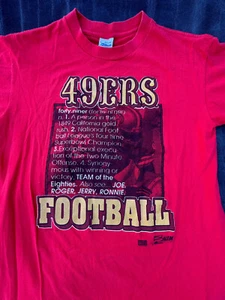 49ERS
forty-niner
n. 1. A person in the
1849 California gold
rush. 2. National Foot
ball League's four time
Superbowl Champion.
3. Exceptional execu
tion of the Two Minute
Offense. 4. Synony
mous with winning or
victory. TEAM of the
Eighties. Also see... JOE,
ROGER, JERRY, RONNIE.
FOOTBALL